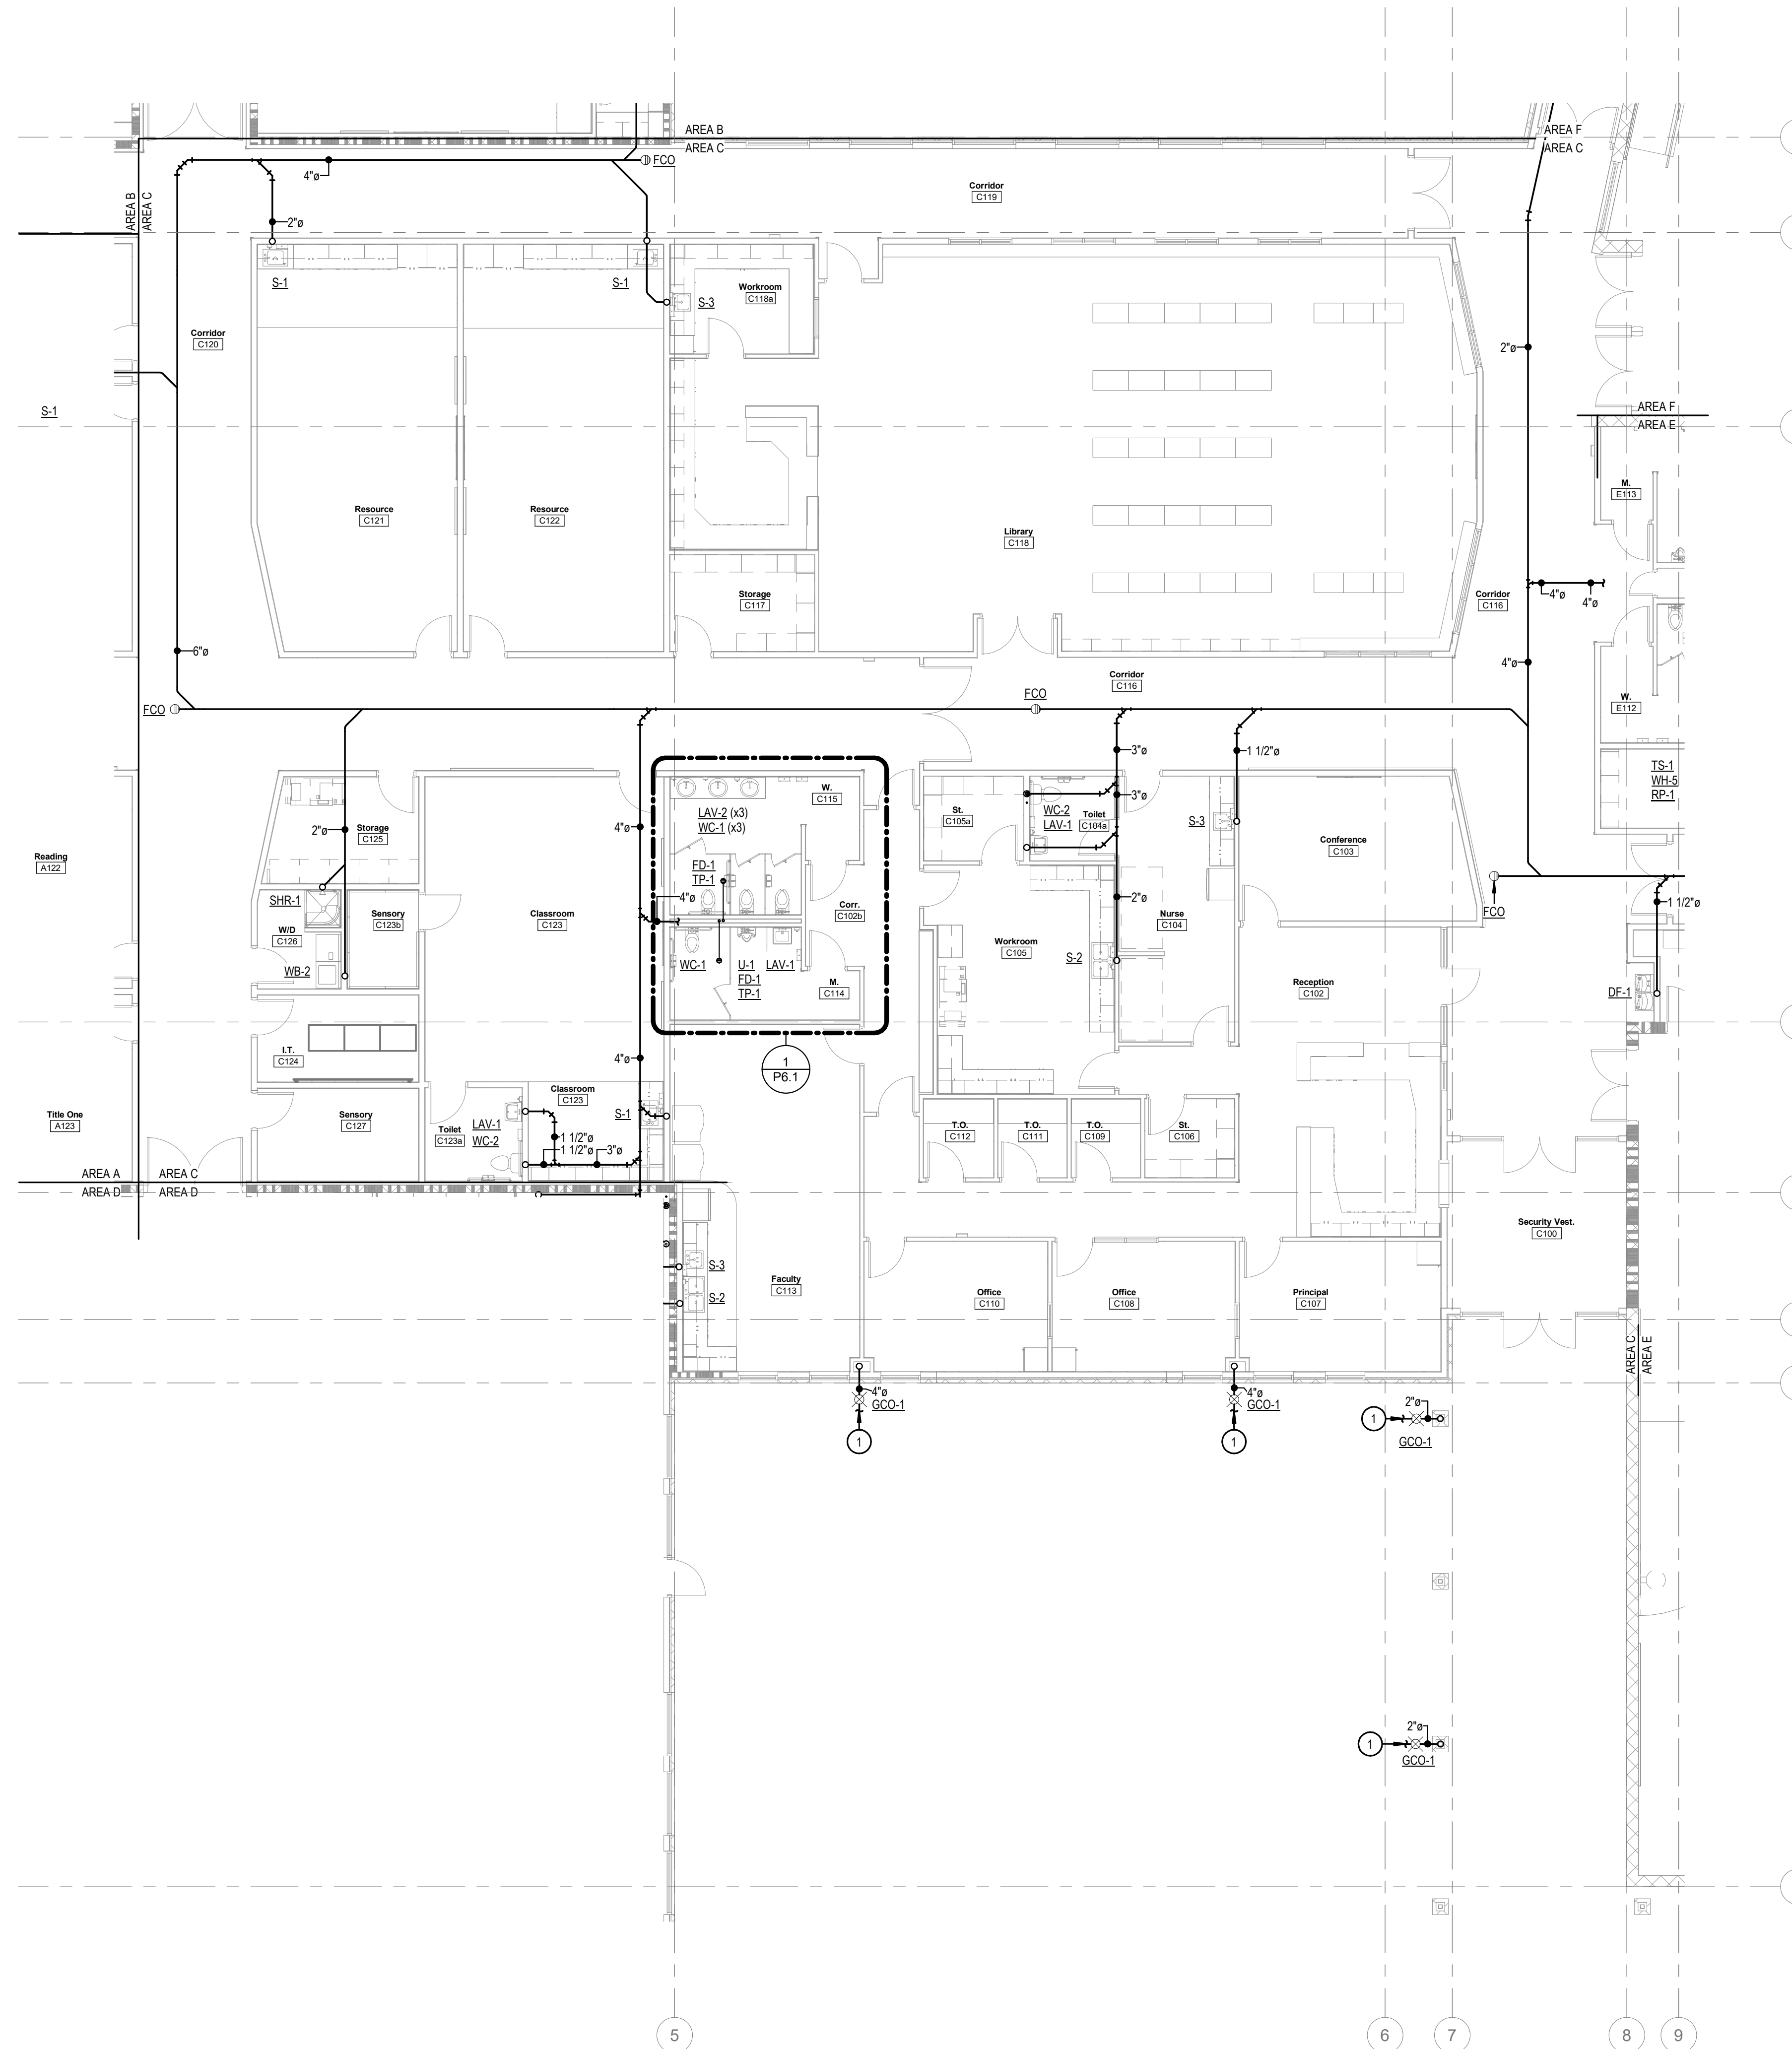 AREA B
AREA C
AREA F
AREA C
FCO
4"ø
AREA B
AREA C
2"ø
Corridor
C119
S-1
S-1
S-3
Workroom
C118a
Corridor
C120
2"ø
S-1
AREA F
AREA E
M.
E113
Resource
C121
Resource
C122
Library
C118
Storage
C117
Corridor
C116
4"ø
4"ø
6"ø
4"ø
Corridor
C116
FCO
FCO
W.
E112
3"ø
1 1/2"ø
TS-1
WH-5
RP-1
W.
C115
LAV-2 (x3)
WC-1 (x3)
St.
C105a
WC-2
LAV-1
Toilet
C104a
3"ø
S-3
2"ø
Storage
C125
4"ø
Conference
C103
Reading
A122
FD-1
TP-1
4"ø
SHR-1
Sensory
C123b
Classroom
C123
Corr.
C102b
2"ø
Nurse
C104
FCO
1 1/2"ø
W/D
C126
WB-2
WC-1
U-1
FD-1
TP-1
LAV-1
M.
C114
Workroom
C105
S-2
Reception
C102
DF-1
I.T.
C124
4"ø
1
P6.1
Title One
A123
Sensory
C127
Toilet
C123a
LAV-1
WC-2
Classroom
C123
S-1
1 1/2"ø
1 1/2"ø
3"ø
T.O.
C112
T.O.
C111
T.O.
C109
St.
C106
AREA A
AREA C
AREA D
AREA D
Security Vest.
C100
S-3
S-2
Faculty
C113
Office
C110
Office
C108
Principal
C107
AREA C
AREA E
4"ø
GCO-1
1
4"ø
GCO-1
1
2"ø
1
GCO-1
2"ø
1
GCO-1
5
6
7
8
9